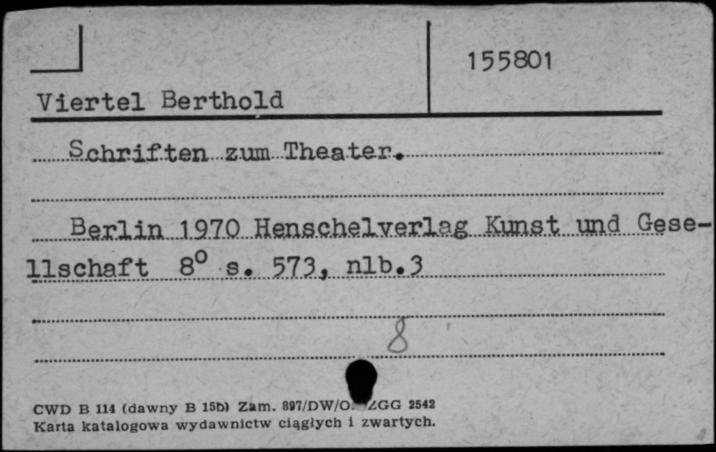 155801
Viertel Berthold
Schriften zum Theater.
Berlin 1970 Henschelverlag Kunst und Gese-
llschaft 8° s. 573, nlb.3
8
CWD B 114 (dawny B 15b) Zam. 897/DW/O. ZGG 2542
Karta katalogowa wydawnictw ciągłych i zwartych.